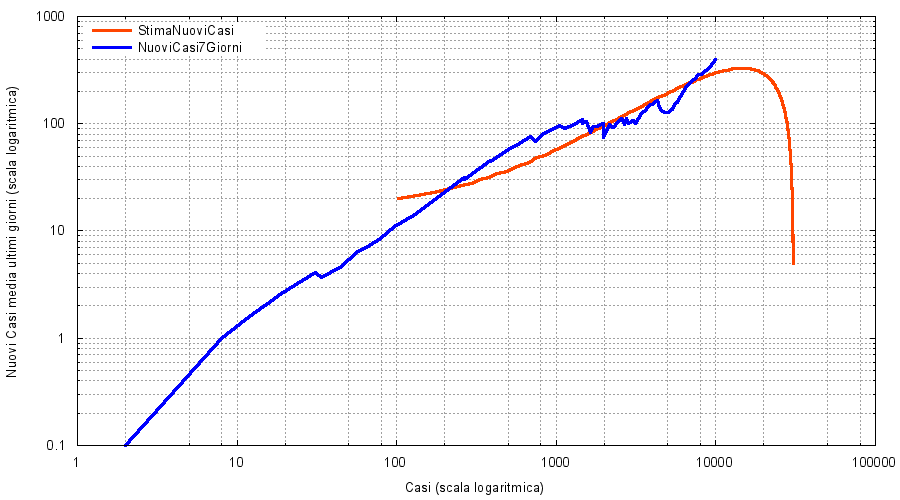 1000
StimaNuoviCasi
NuoviCasi7Giorni
100
10
1
0.1
Nuovi Casi media ultimi giorni (scala logaritmica)
1 10 100 1000 10000 100000
Casi (scala logaritmica)